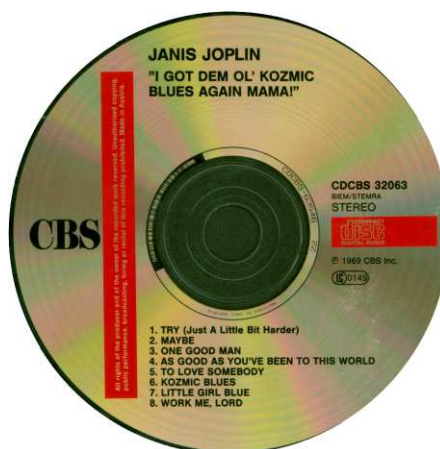 JANIS JOPLIN
"I GOT DEM OL' KOZMIC
BLUES AGAIN MAMA!"
All rights of the producer and of the owner of the recorded work reserved. Unauthorised copying,
public performance, broadcasting, hiring or rental of this recording prohibited. Made in Austria.
CBS
CDCBS 32063
BIEM/STEMRA
STEREO
COMPACT
disc
DIGITAL AUDIO
℗ 1969 CBS Inc.
LC 0149
1. TRY (Just A Little Bit Harder)
2. MAYBE
3. ONE GOOD MAN
4. AS GOOD AS YOU"VE BEEN TO THIS WORLD
5. TO LOVE SOMEBODY
6. KOZMIC BLUES
7. LITTLE GIRL BLUE
8. WORK ME, LORD